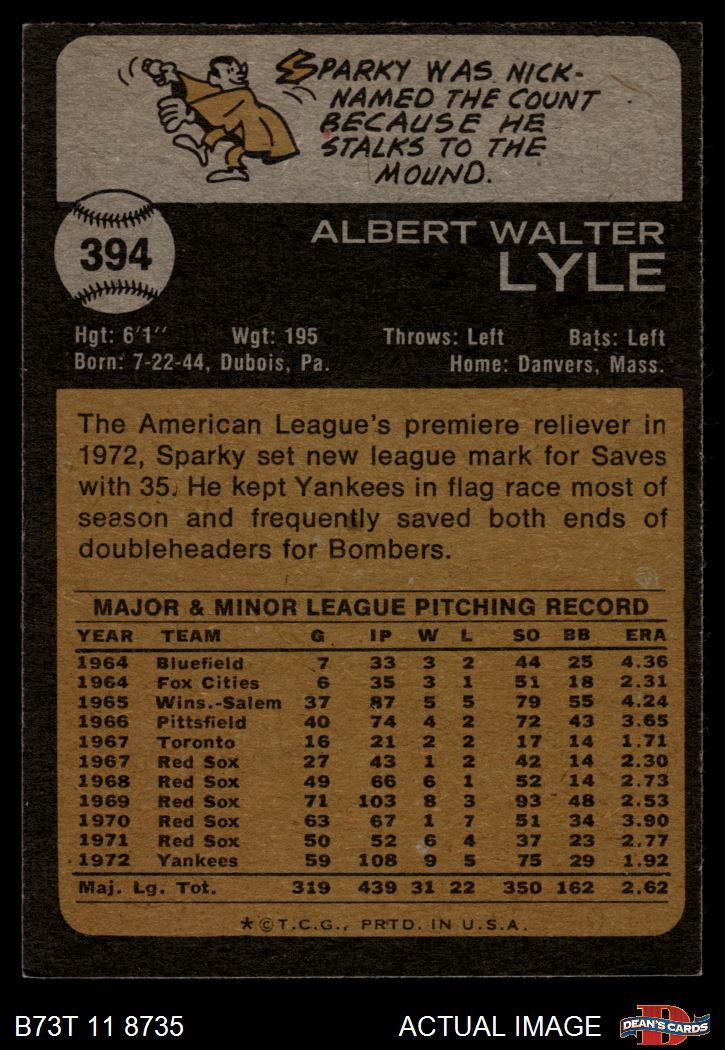 SPARKY WAS NICK-
NAMED THE COUNT
BECAUSE HE
STALKS TO THE
MOUND.
394
ALBERT WALTER
LYLE
Hgt: 6'1" Wgt: 195 Throws: Left Bats: Left
Born: 7-22-44, Dubois, Pa. Home: Danvers, Mass.
The American League's premiere reliever in
1972, Sparky set new league mark for Saves
with 35. He kept Yankees in flag race most of
season and frequently saved both ends of
doubleheaders for Bombers.
MAJOR & MINOR LEAGUE PITCHING RECORD
YEAR TEAM G IP W L SO BB ERA
1964 Bluefield 7 33 3 2 44 25 4.36
1964 Fox Cities 6 35 3 1 51 18 2.31
1965 Wins.-Salem 37 87 5 5 79 55 4.24
1966 Pittsfield 40 74 4 2 72 43 3.65
1967 Toronto 16 21 2 2 17 14 1.71
1967 Red Sox 27 43 1 2 42 14 2.30
1968 Red Sox 49 66 6 1 52 14 2.73
1969 Red Sox 71 103 8 3 93 48 2.53
1970 Red Sox 63 67 1 7 51 34 3.90
1971 Red Sox 50 52 6 4 37 23 2.77
1972 Yankees 59 108 9 5 75 29 1.92
Maj. Lg. Tot. 319 439 31 22 350 162 2.62
*©T.C.G., PRTD. IN U.S.A.
B73T 11 8735 ACTUAL IMAGE DEAN'S CARDS